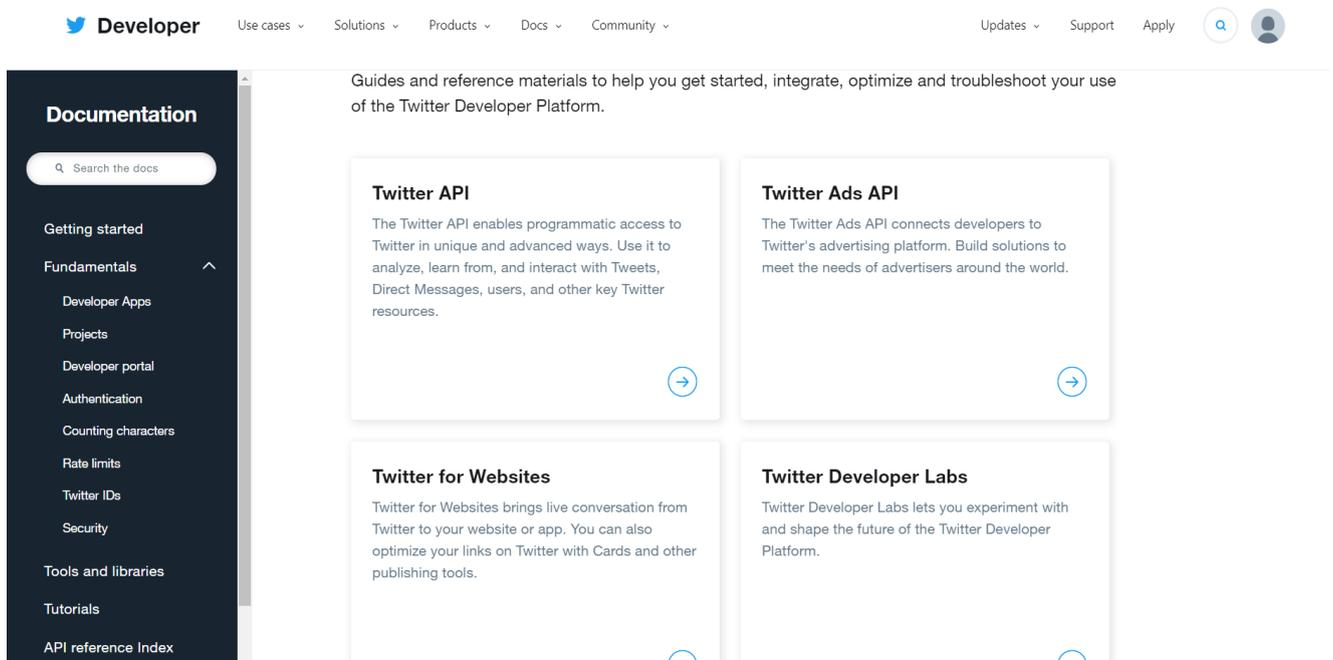 Developer
Use cases
Solutions
Products
Docs
Community
Updates
Support
Apply
Documentation
Search the docs
Getting started
Fundamentals
Developer Apps
Projects
Developer portal
Authentication
Counting characters
Rate limits
Twitter IDs
Security
Tools and libraries
Tutorials
API reference Index
Guides and reference materials to help you get started, integrate, optimize and troubleshoot your use
of the Twitter Developer Platform.
Twitter API
The Twitter API enables programmatic access to
Twitter in unique and advanced ways. Use it to
analyze, learn from, and interact with Tweets,
Direct Messages, users, and other key Twitter
resources.
Twitter Ads API
The Twitter Ads API connects developers to
Twitter's advertising platform. Build solutions to
meet the needs of advertisers around the world.
Twitter for Websites
Twitter for Websites brings live conversation from
Twitter to your website or app. You can also
optimize your links on Twitter with Cards and other
publishing tools.
Twitter Developer Labs
Twitter Developer Labs lets you experiment with
and shape the future of the Twitter Developer
Platform.